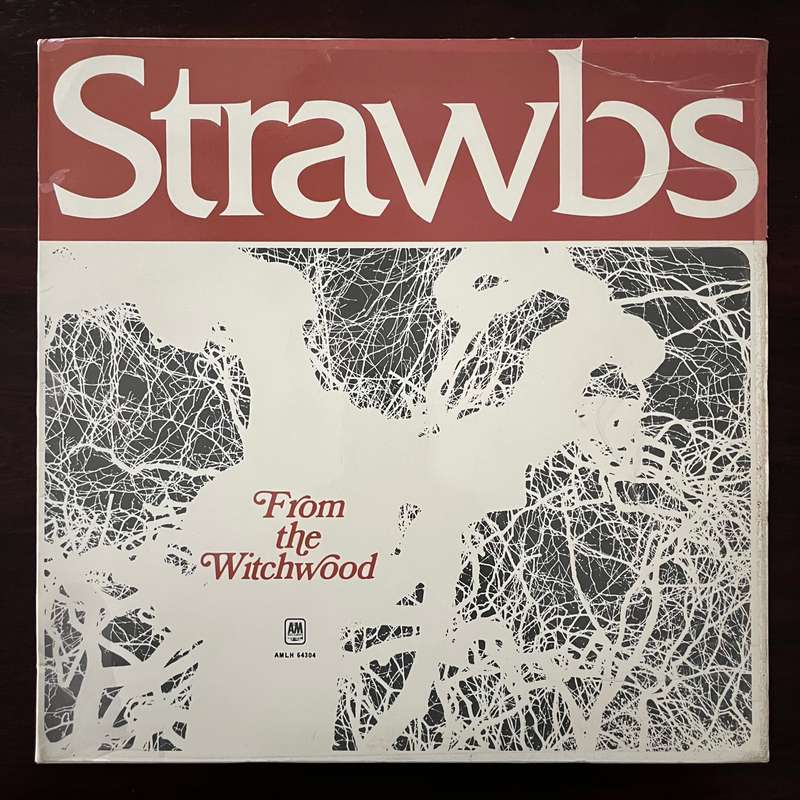 Strawbs
From
the
Witchwood
A&M
AMLH 64304